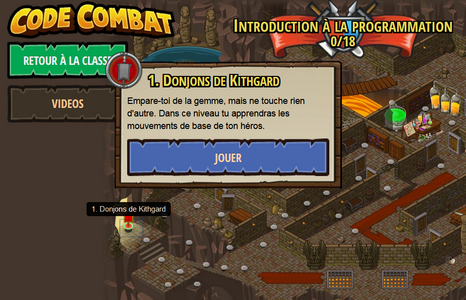 CODE COMBAT
Introduction à la programmation
0/18
Retour à la classe
Videos
1. Donjons de Kithgard
Empare-toi de la gemme, mais ne touche rien
d'autre. Dans ce niveau tu apprendras les
mouvements de base de ton héros.
Jouer
1. Donjons de Kithgard